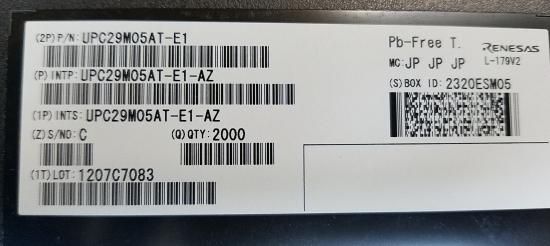 (2P) P/N: UPC29M05AT-E1
Pb-Free T. RENESAS
MC: JP JP JP L-179V2
(P) INTP: UPC29M05AT-E1-AZ
(S) BOX ID: 2320ESM05
(1P) INTS: UPC29M05AT-E1-AZ
(Z) S/NO: C (Q) QTY: 2000
(1T) LOT: 1207C7083